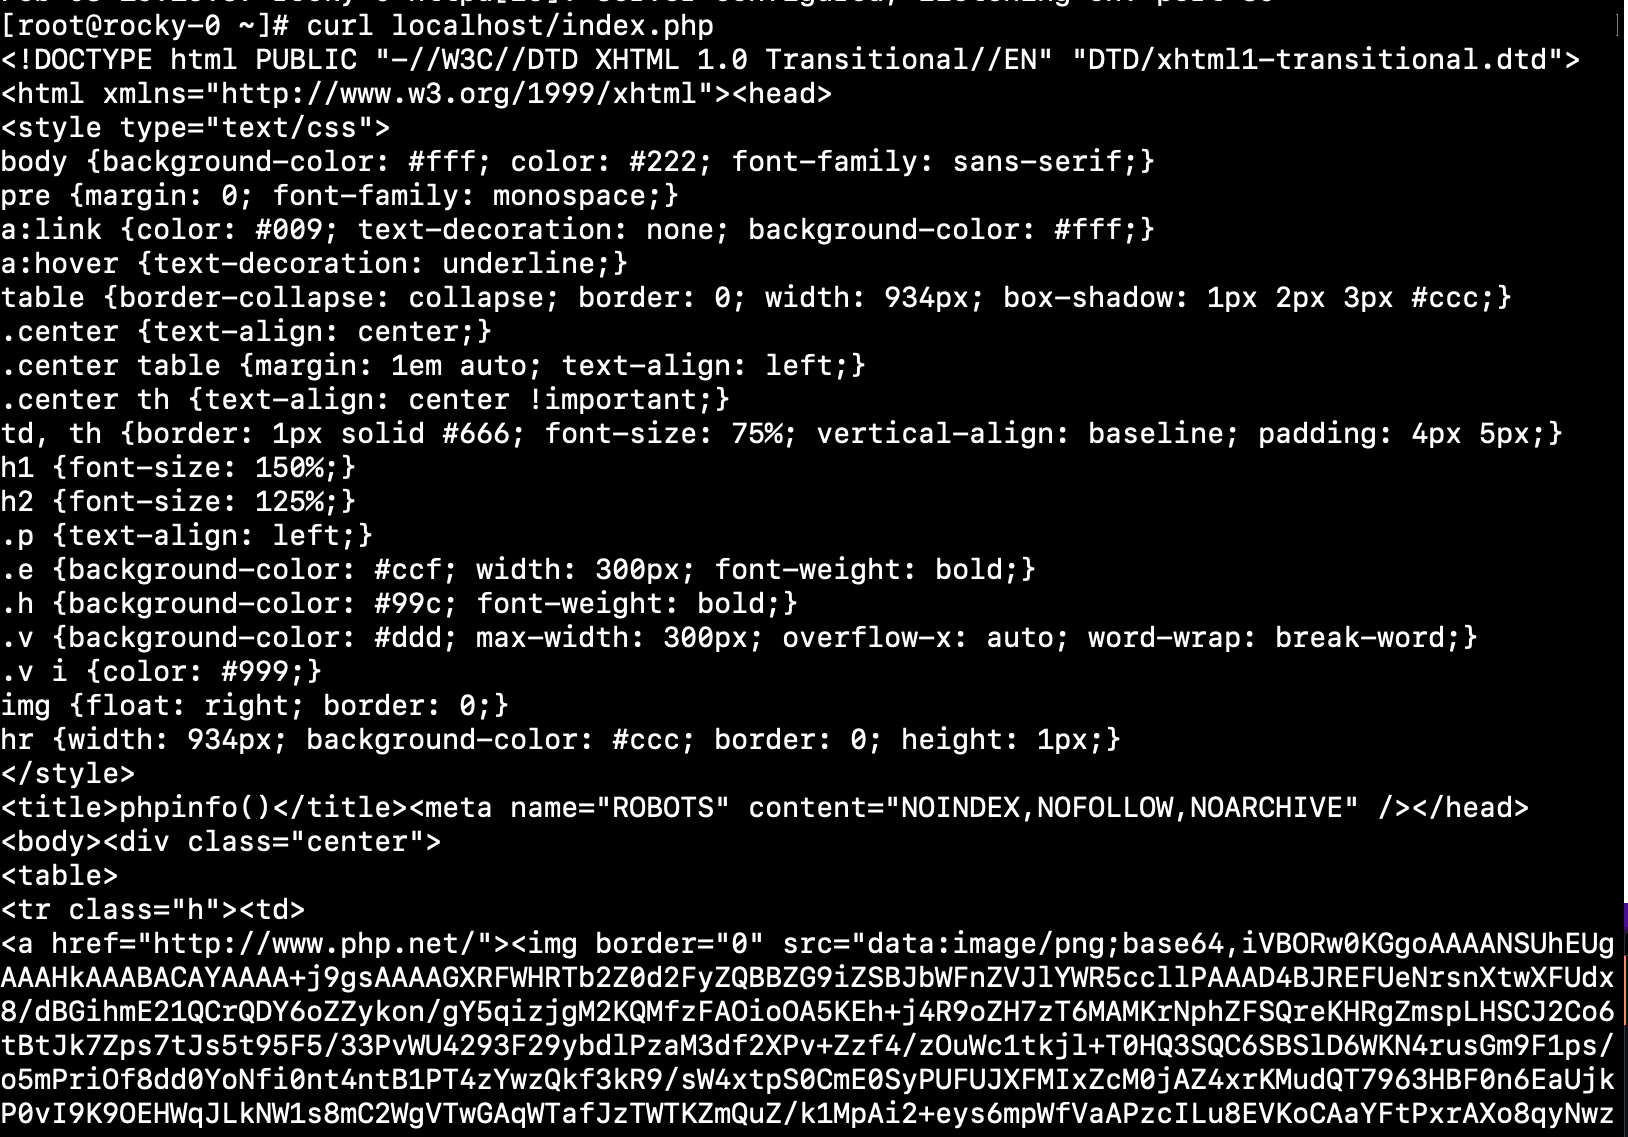 [root@rocky-0 ~]# curl localhost/index.php
<!DOCTYPE html PUBLIC "-//W3C//DTD XHTML 1.0 Transitional//EN" "DTD/xhtml1-transitional.dtd">
<html xmlns="http://www.w3.org/1999/xhtml"><head>
<style type="text/css">
body {background-color: #fff; color: #222; font-family: sans-serif;}
pre {margin: 0; font-family: monospace;}
a:link {color: #009; text-decoration: none; background-color: #fff;}
a:hover {text-decoration: underline;}
table {border-collapse: collapse; border: 0; width: 934px; box-shadow: 1px 2px 3px #ccc;}
.center {text-align: center;}
.center table {margin: 1em auto; text-align: left;}
.center th {text-align: center !important;}
td, th {border: 1px solid #666; font-size: 75%; vertical-align: baseline; padding: 4px 5px;}
h1 {font-size: 150%;}
h2 {font-size: 125%;}
.p {text-align: left;}
.e {background-color: #ccf; width: 300px; font-weight: bold;}
.h {background-color: #99c; font-weight: bold;}
.v {background-color: #ddd; max-width: 300px; overflow-x: auto; word-wrap: break-word;}
.v i {color: #999;}
img {float: right; border: 0;}
hr {width: 934px; background-color: #ccc; border: 0; height: 1px;}
</style>
<title>phpinfo()</title><meta name="ROBOTS" content="NOINDEX,NOFOLLOW,NOARCHIVE" /></head>
<body><div class="center">
<table>
<tr class="h"><td>
<a href="http://www.php.net/"><img border="0" src="data:image/png;base64,iVBORw0KGgoAAAANSUhEUg
AAAHkAAABACAYAAAA+j9gsAAAAGXRFWHRTb2Z0d2FyZQBBZG9iZSBJbWFnZVJlYWR5ccllPAAAD4BJREFUeNrsnXtwXFUdx
8/dBGihmE21QCrQDY6oZZykon/gY5qizjgM2KQMfzFAOioOA5KEh+j4R9oZH7zT6MAMKrNphZFSQreKHRgZmspLHSCJ2Co6
tBtJk7Zps7tJs5t95F5/33PvWU4293F29ybdlPzaM3df2XPv+Zzf4/zOuWc1tkjl+T0HQ3SQC6SBSlD6WKN4rusGm9F1ps/
o5mPriOf8dd0YoNfi0nt4ntB1PT4zYwzQkf3kR9/sW4xtpS0CmE0SyPUFUJXFMIxZcM0jAZ4xrKMudQT7963HBF0n6EaUjk
P0vI9K9OEHWqJLkNW1s8mC2WgVTwGAqWTafJzTWTKZmQuZ/k1MpAi2+eys6mpWfVaAPzcILu8EVKoCAaYFtPxrAXo8qyNwz